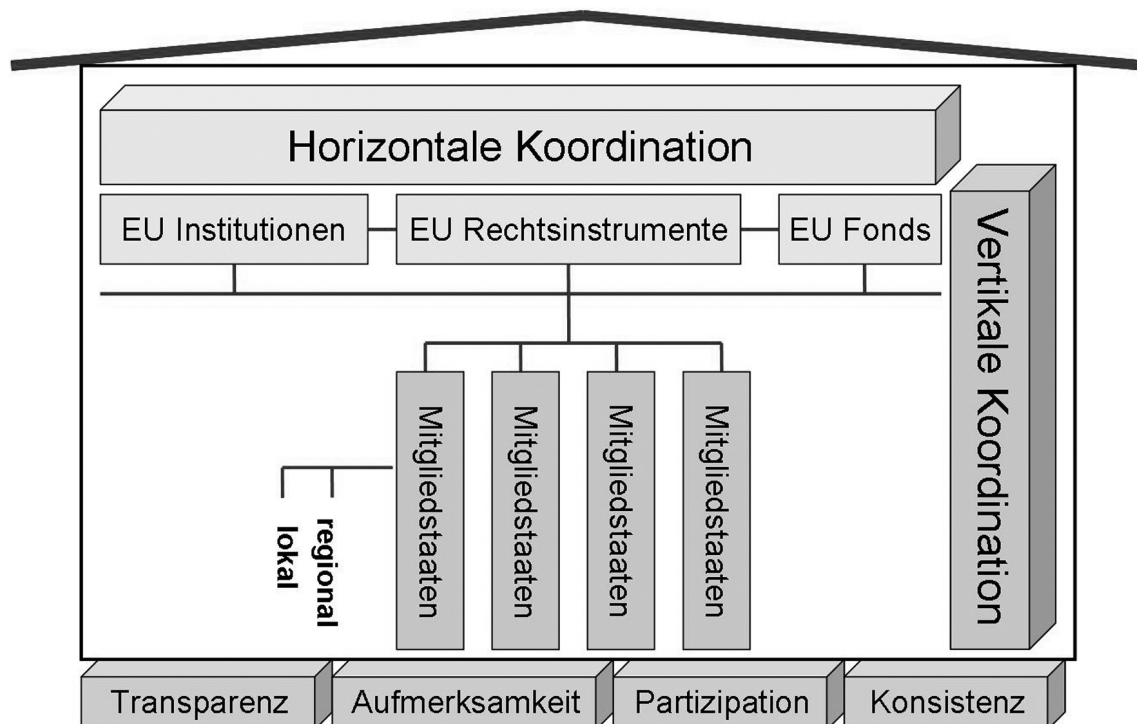 Horizontale Koordination
EU Institutionen
EU Rechtsinstrumente
EU Fonds
Vertikale Koordination
Mitgliedstaaten
Mitgliedstaaten
Mitgliedstaaten
Mitgliedstaaten
lokal
regional
Transparenz
Aufmerksamkeit
Partizipation
Konsistenz